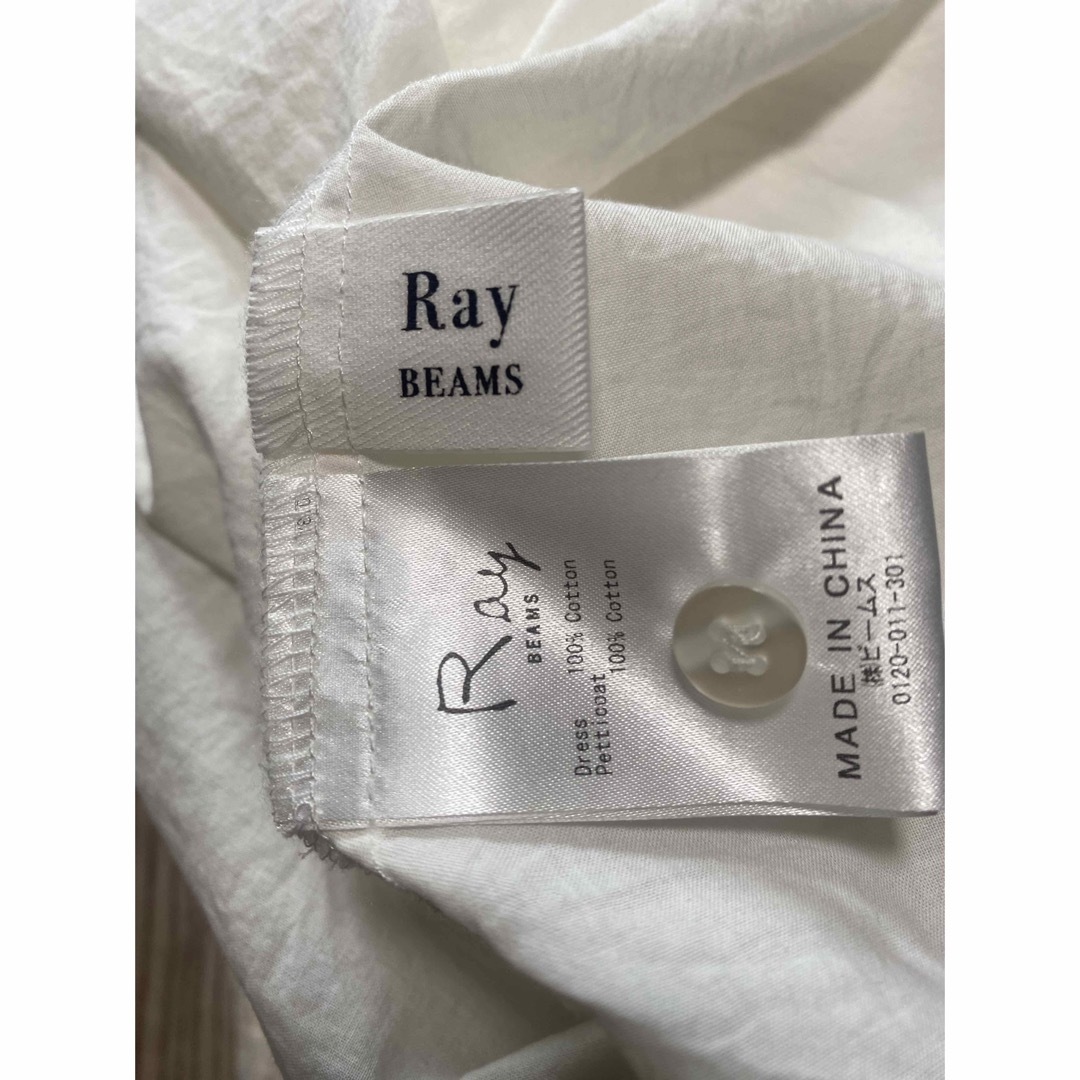 Ray
BEAMS
Ray
BEAMS
Dress 100% Cotton
Petticoat
100% Cotton
MADE IN CHINA
㈱ビームス
0120-011-301